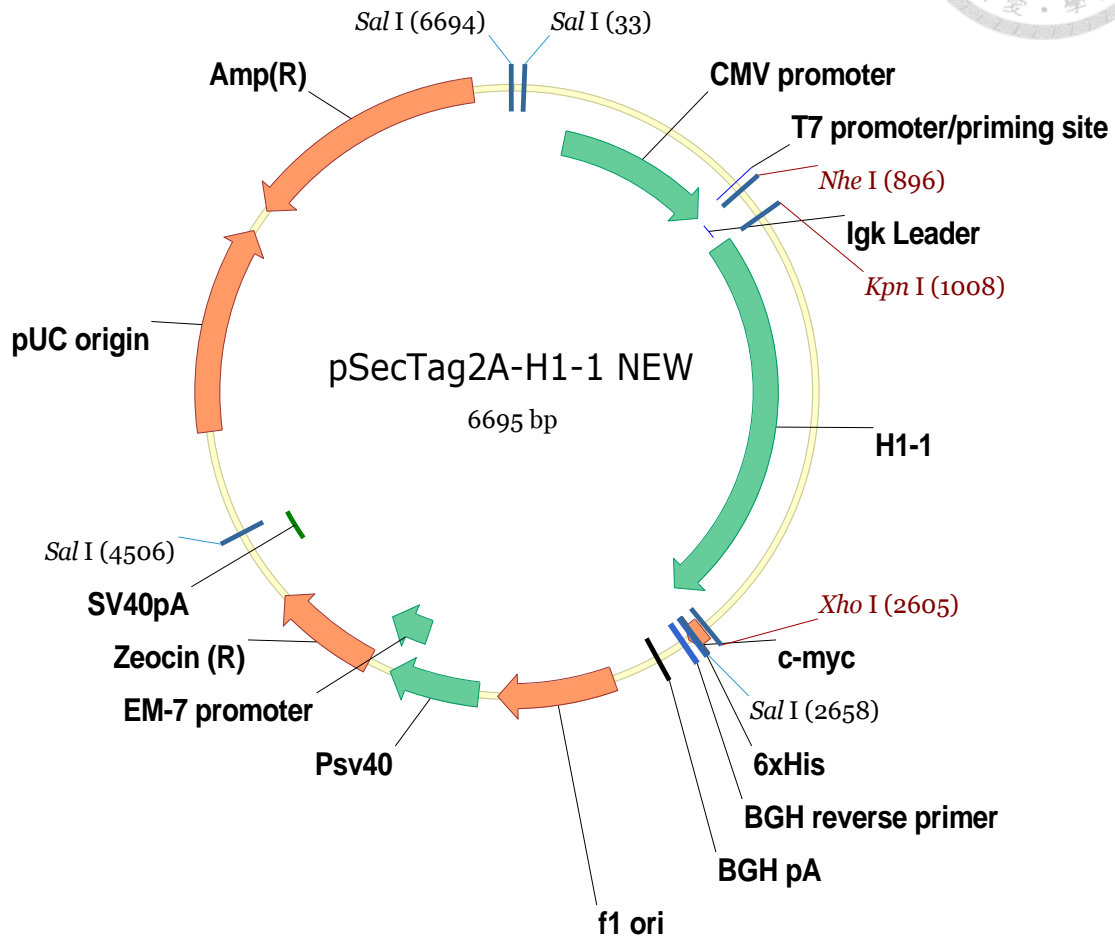 愛 · 學
Sal I (6694)
Sal I (33)
Amp(R)
CMV promoter
T7 promoter/priming site
Nhe I (896)
Igk Leader
Kpn I (1008)
pUC origin
pSecTag2A-H1-1 NEW
6695 bp
H1-1
Sal I (4506)
SV40pA
Xho I (2605)
Zeocin (R)
c-myc
EM-7 promoter
Sal I (2658)
Psv40
6xHis
BGH reverse primer
BGH pA
f1 ori